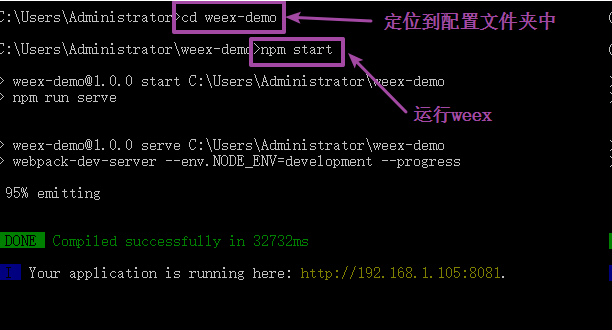 C:\Users\Administrator>cd weex-demo 定位到配置文件夹中
C:\Users\Administrator\weex-demo>npm start
> weex-demo@1.0.0 start C:\Users\Administrator\weex-demo
> npm run serve
运行weex
> weex-demo@1.0.0 serve C:\Users\Administrator\weex-demo
> webpack-dev-server --env.NODE_ENV=development --progress
95% emitting
DONE Compiled successfully in 32732ms
Your application is running here: http://192.168.1.105:8081.